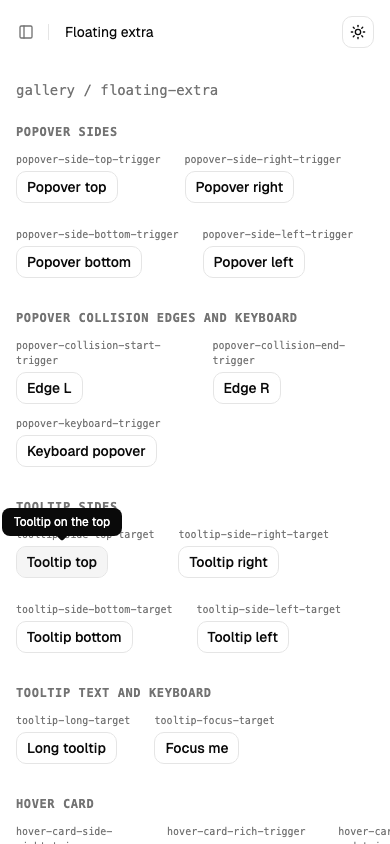 Floating extra
gallery / floating-extra
POPOVER SIDES
popover-side-top-trigger
popover-side-right-trigger
Popover top
Popover right
popover-side-bottom-trigger
popover-side-left-trigger
Popover bottom
Popover left
POPOVER COLLISION EDGES AND KEYBOARD
popover-collision-start-
trigger
popover-collision-end-
trigger
Edge L
Edge R
popover-keyboard-trigger
Keyboard popover
TOOLTIP SIDES
Tooltip on the top
tooltip-side-right-target
Tooltip top
Tooltip right
tooltip-side-bottom-target
tooltip-side-left-target
Tooltip bottom
Tooltip left
TOOLTIP TEXT AND KEYBOARD
tooltip-long-target
tooltip-focus-target
Long tooltip
Focus me
HOVER CARD
hover-card-side-
hover-card-rich-trigger